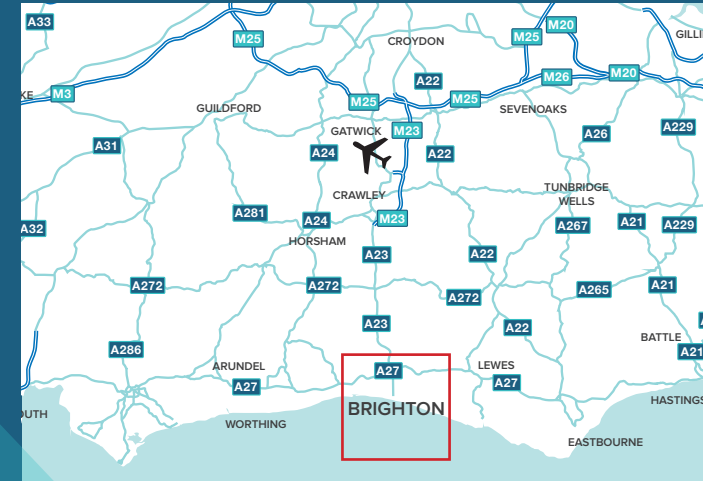 A33
M25
CROYDON
M25
M20
GILLI
A22
M26
M20
KE
M3
GUILDFORD
M25
M25
SEVENOAKS
A31
A24
GATWICK
M23
A22
A26
A229
CRAWLEY
TUNBRIDGE
WELLS
A32
A281
A24
M23
A267
A21
A229
HORSHAM
A23
A22
A272
A272
A272
A265
A21
A23
A22
BATTLE
A286
A21
ARUNDEL
A27
A27
LEWES
A27
BRIGHTON
HASTINGS
OUTH
WORTHING
EASTBOURNE